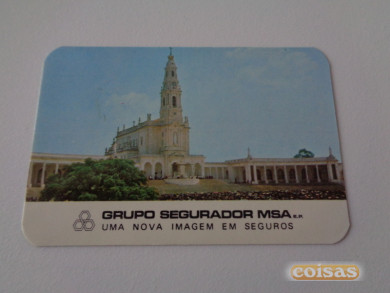 GRUPO SEGURADOR MSA E.P.
UMA NOVA IMAGEM EM SEGUROS
coisas